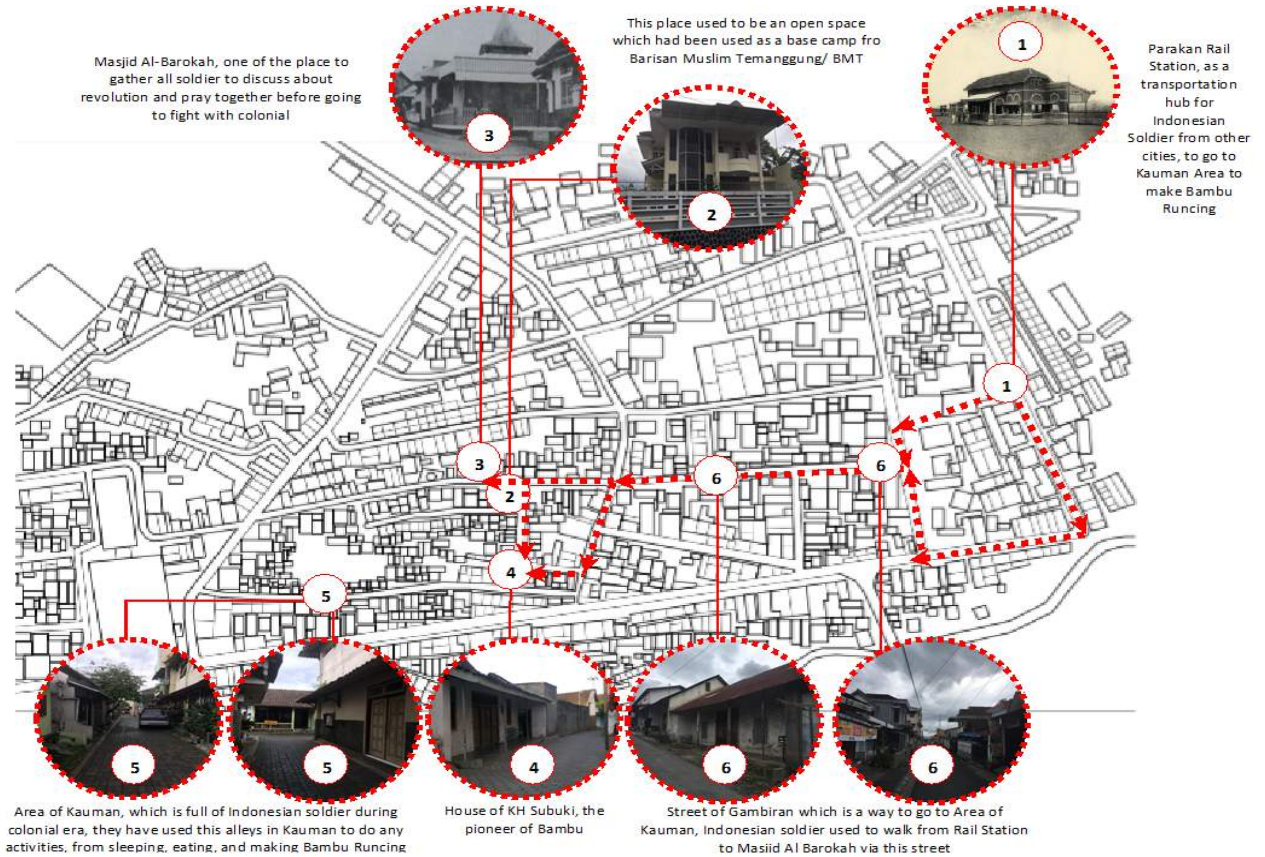 Masjid Al-Barokah, one of the place to
gather all soldier to discuss about
revolution and pray together before going
to fight with colonial
3
This place used to be an open space
which had been used as a base camp fro
Barisan Muslim Temanggung/ BMT
2
1
Parakan Rail
Station, as a
transportation
hub for
Indonesian
Soldier from other
cities, to go to
Kauman Area to
make Bambu
Runcing
1
3
6
6
2
4
5
5
5
4
6
6
Area of Kauman, which is full of Indonesian soldier during
colonial era, they have used this alleys in Kauman to do any
activities, from sleeping, eating, and making Bambu Runcing
House of KH Subuki, the
pioneer of Bambu
Street of Gambiran which is a way to go to Area of
Kauman, Indonesian soldier used to walk from Rail Station
to Masjid Al Barokah via this street